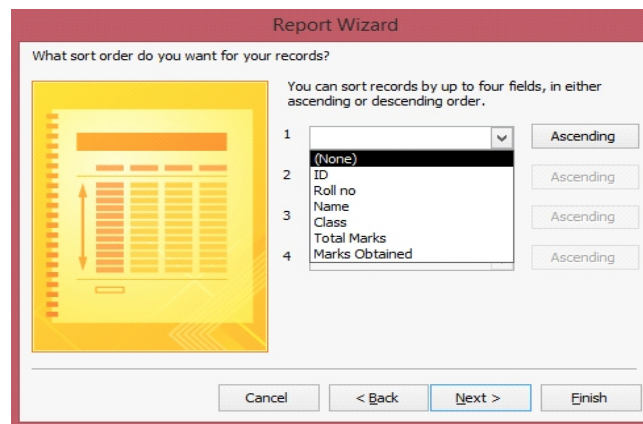 Report Wizard
What sort order do you want for your records?
You can sort records by up to four fields, in either
ascending or descending order.
1
Ascending
(None)
2 ID Ascending
Roll no
Name
3 Class Ascending
Total Marks
4 Marks Obtained Ascending
Cancel < Back Next > Finish